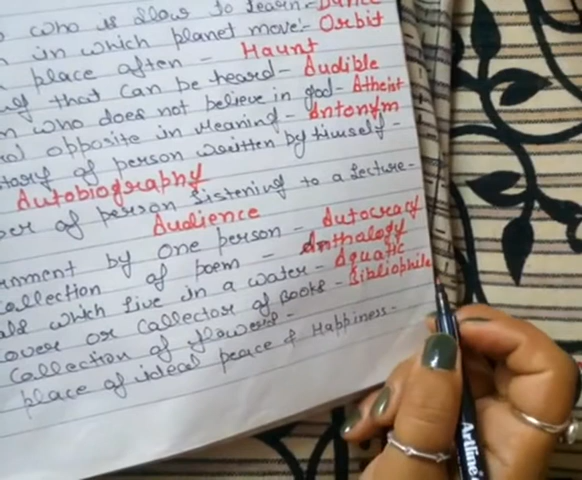 who is slow to learn - Dunce
in which planet move - Orbit
place often - Haunt
that can be heard - Audible
who does not believe in god - Atheist
opposite in meaning - Antonym
of person written by himself -
Autobiography
of person listening to a lecture -
Audience
by one person - Autocracy
collection of poem - Anthology
which live in a water - Aquatic
or Collector of Books - Bibliophile
Collection of flowers -
place of ideal peace & Happiness -
Artline